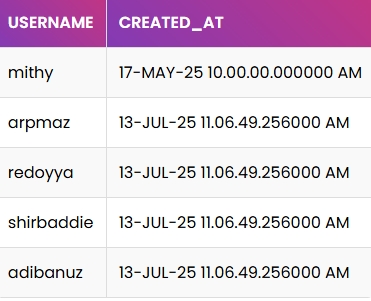 USERNAME CREATED_AT
mithy 17-MAY-25 10.00.00.000000 AM
arpmaz 13-JUL-25 11.06.49.256000 AM
redoyya 13-JUL-25 11.06.49.256000 AM
shirbaddie 13-JUL-25 11.06.49.256000 AM
adibanuz 13-JUL-25 11.06.49.256000 AM